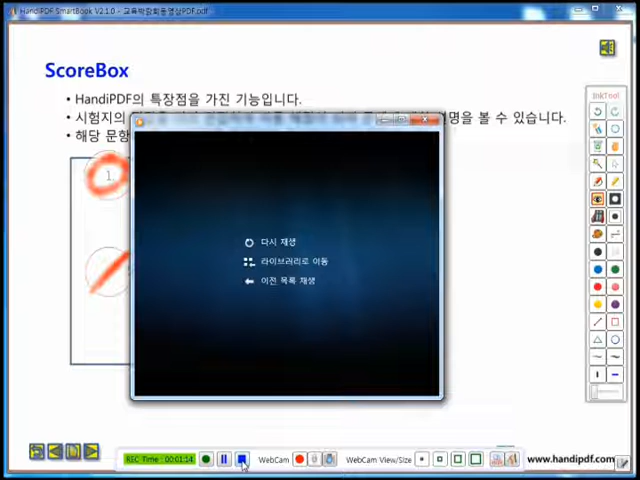 HandiPDF SmartBook V2.1.0 - 교육박람회동영상PDF.pdf
ScoreBox
• HandiPDF의 특장점을 가진 기능입니다.
• 시험지의
명을 볼 수 있습니다.
• 해당 문항
1
InkTool
다시 재생
라이브러리로 이동
이전 목록 재생
REC Time : 00:01:14
WebCam
WebCam View/Size
www.handipdf.com